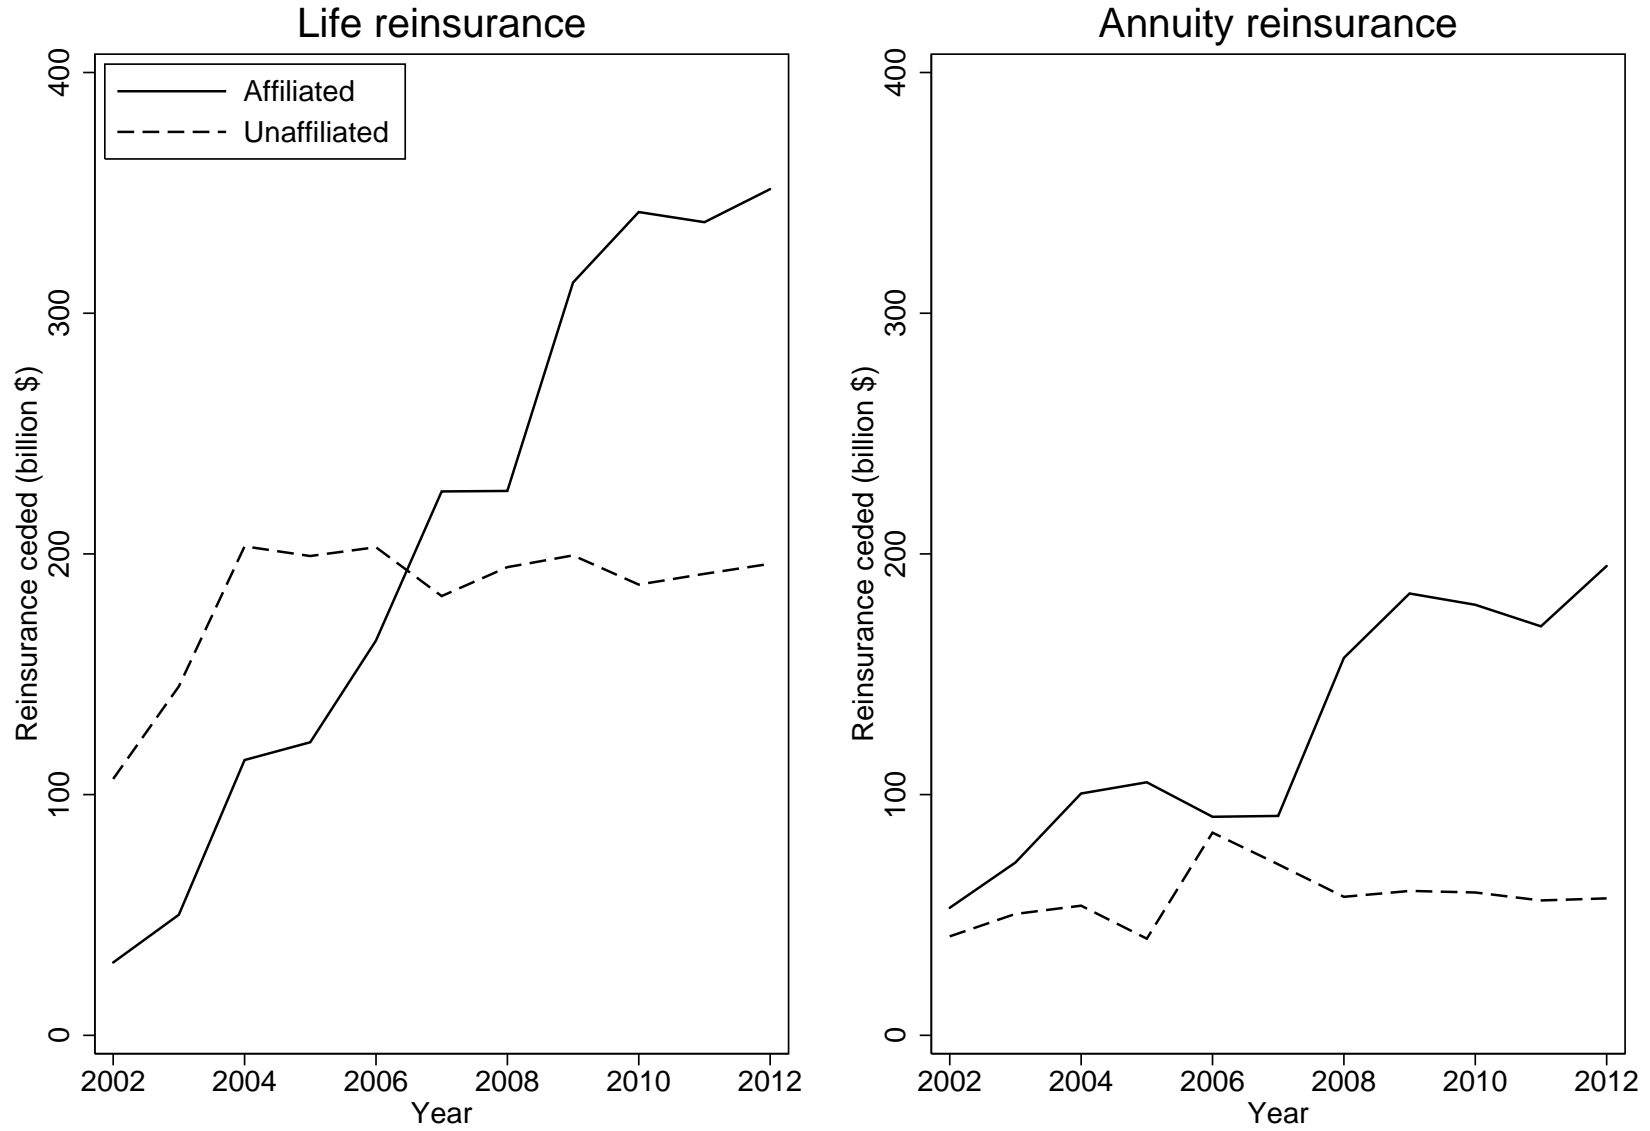 Life reinsurance
Affiliated
Unaffiliated
Reinsurance ceded (billion $)
400
300
200
100
0
2002 2004 2006 2008 2010 2012
Year
Annuity reinsurance
Reinsurance ceded (billion $)
400
300
200
100
0
2002 2004 2006 2008 2010 2012
Year